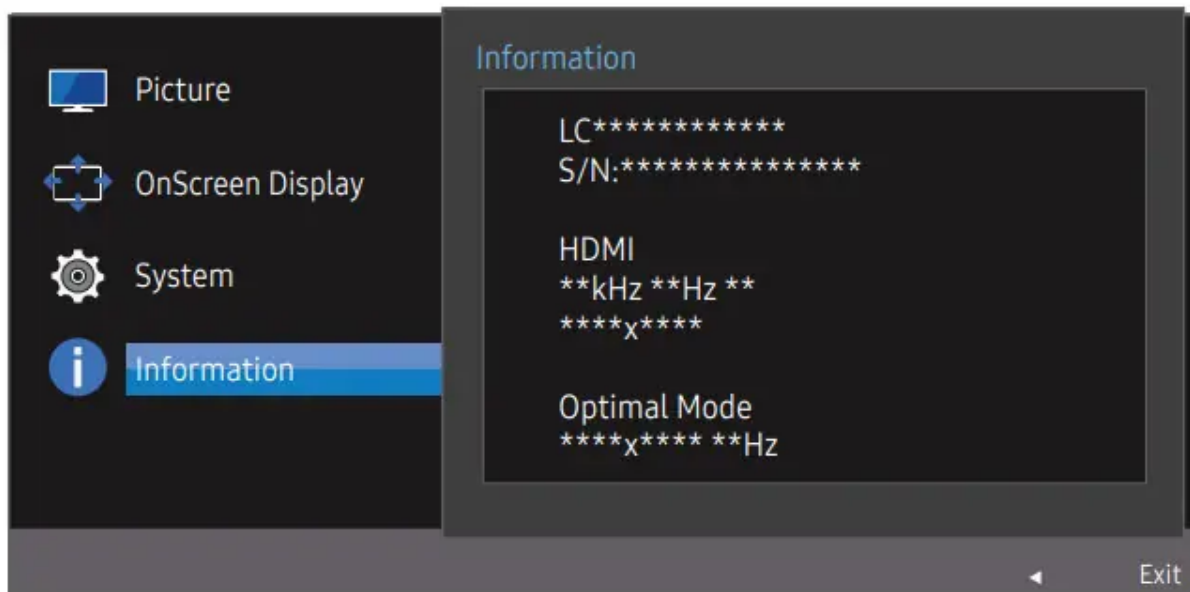 Picture
OnScreen Display
System
Information
Information
LC************
S/N:***************
HDMI
**kHz **Hz **
****x****
Optimal Mode
****x**** **Hz
Exit